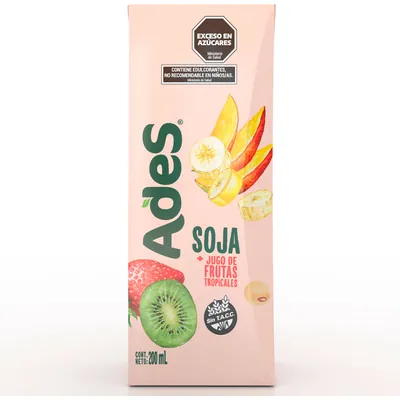 EXCESO EN
AZÚCARES
Ministerio
de Salud
CONTIENE EDULCORANTES,
NO RECOMENDABLE EN NIÑOS/AS.
Ministerio de Salud
AdeS®
SOJA
+ JUGO DE
FRUTAS
TROPICALES
Sin T.A.C.C.
CONT.
NETO: 200 mL